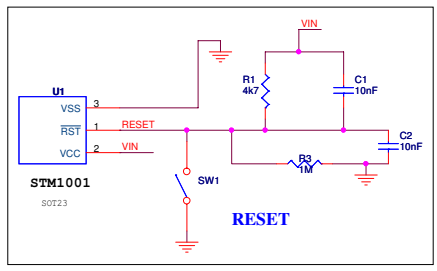 VIN
U1
R1
4k7
C1
10nF
VSS 3
RST 1 RESET
VCC 2 VIN
C2
10nF
R3
1M
STM1001
SOT23
SW1
RESET